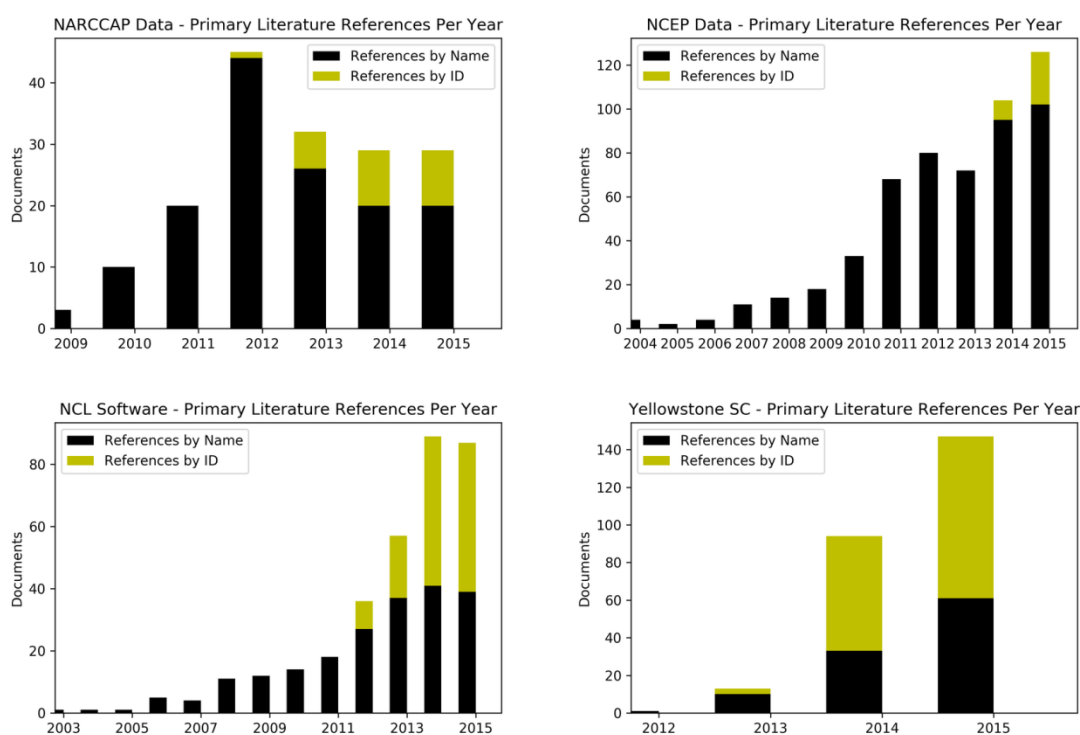 NARCCAP Data - Primary Literature References Per Year
References by Name
References by ID
Documents
40
30
20
10
0
2009 2010 2011 2012 2013 2014 2015
NCEP Data - Primary Literature References Per Year
References by Name
References by ID
Documents
120
100
80
60
40
20
0
2004 2005 2006 2007 2008 2009 2010 2011 2012 2013 2014 2015
NCL Software - Primary Literature References Per Year
References by Name
References by ID
Documents
80
60
40
20
0
2003 2005 2007 2009 2011 2013 2015
Yellowstone SC - Primary Literature References Per Year
References by Name
References by ID
Documents
140
120
100
80
60
40
20
0
2012 2013 2014 2015